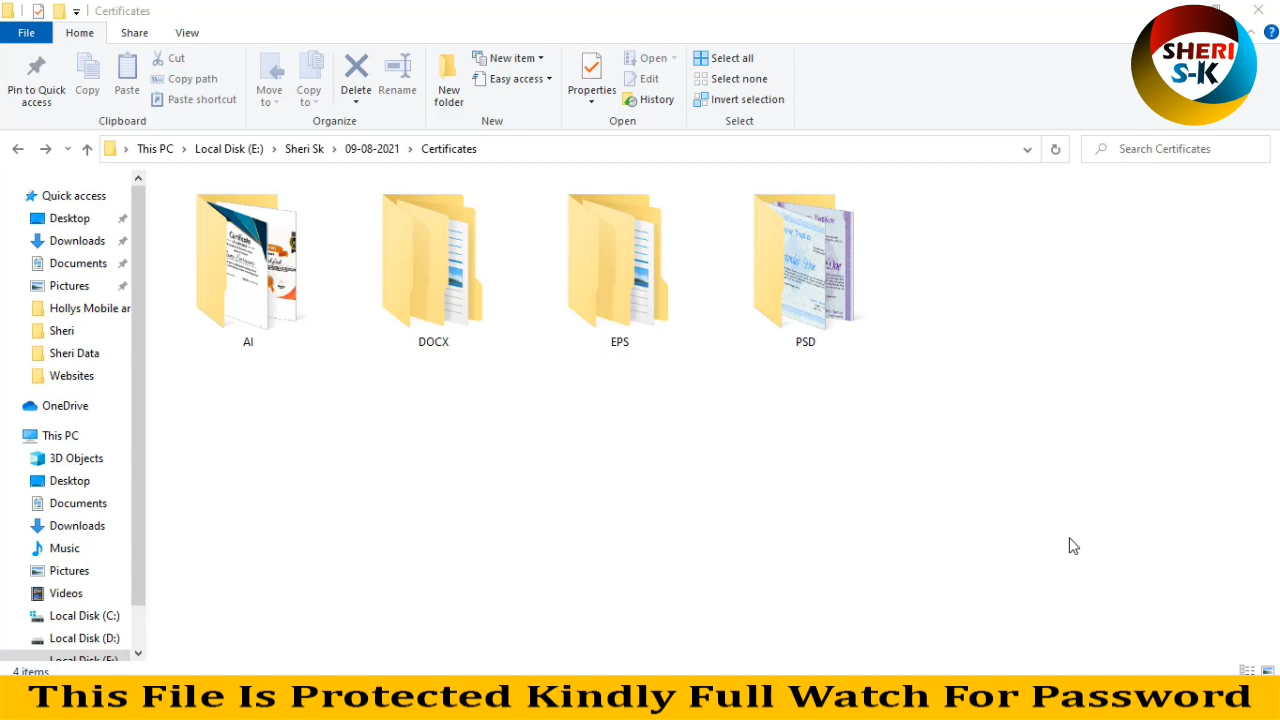 Certificates
File Home Share View
Pin to Quick access
Copy
Paste
Cut
Copy path
Paste shortcut
Clipboard
Move to
Copy to
Delete
Rename
Organize
New folder
New item
Easy access
New
Properties
Open
Edit
History
Open
Select all
Select none
Invert selection
Select
SHERI
S-K
This PC > Local Disk (E:) > Sheri Sk > 09-08-2021 > Certificates
Search Certificates
Quick access
Desktop
Downloads
Documents
Pictures
Hollys Mobile ar
Sheri
Sheri Data
Websites
OneDrive
This PC
3D Objects
Desktop
Documents
Downloads
Music
Pictures
Videos
Local Disk (C:)
Local Disk (D:)
Local Disk (E:)
AI
DOCX
EPS
PSD
4 items
This File Is Protected Kindly Full Watch For Password